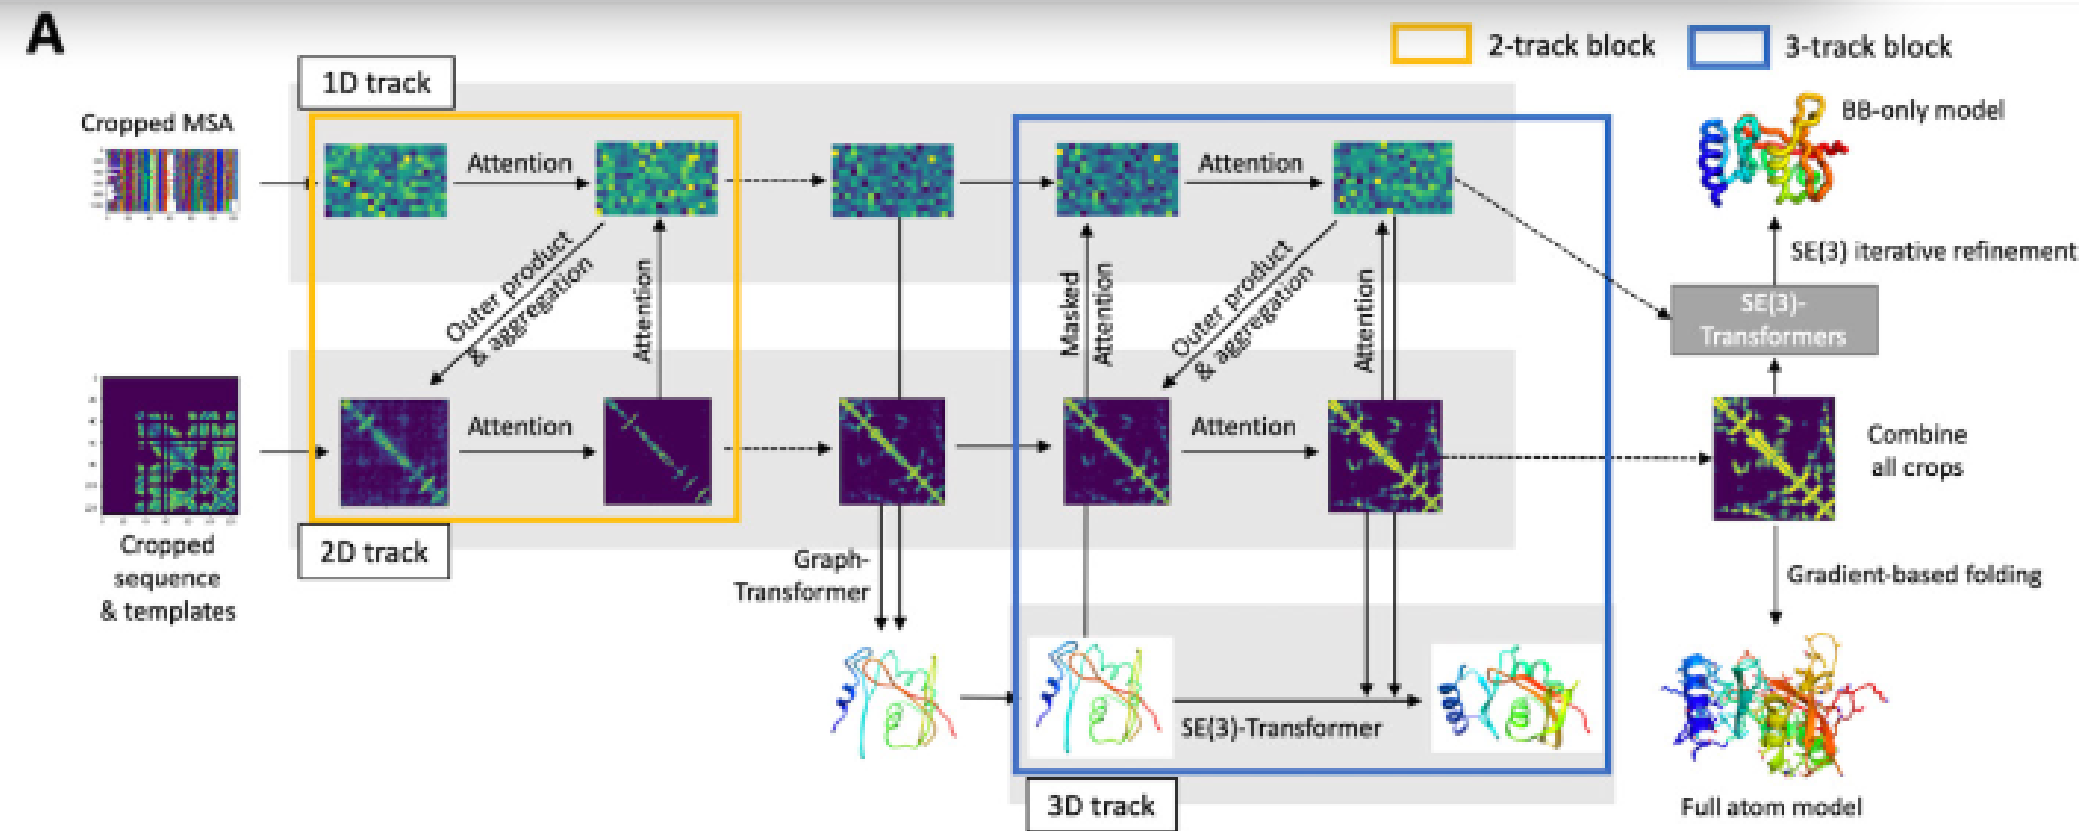 A
2-track block
3-track block
1D track
Cropped MSA
Attention
Attention
BB-only model
Outer product
& aggregation
Attention
Masked
Attention
Outer product
& aggregation
Attention
SE(3) iterative refinement
SE(3)-
Transformers
Attention
Attention
Combine
all crops
Cropped
sequence
& templates
2D track
Graph-
Transformer
Gradient-based folding
SE(3)-Transformer
3D track
Full atom model